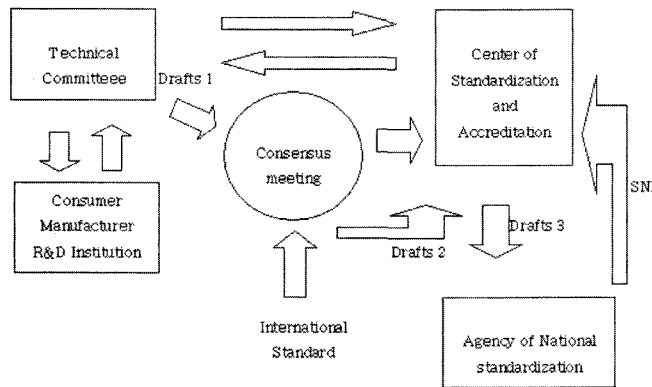 Technical
Committeee
Drafts 1
Center of
Standardization
and
Accreditation
Consensus
meeting
Consumer
Manufacturer
R&D Institution
SNI
Drafts 2
Drafts 3
International
Standard
Agency of National
standardization